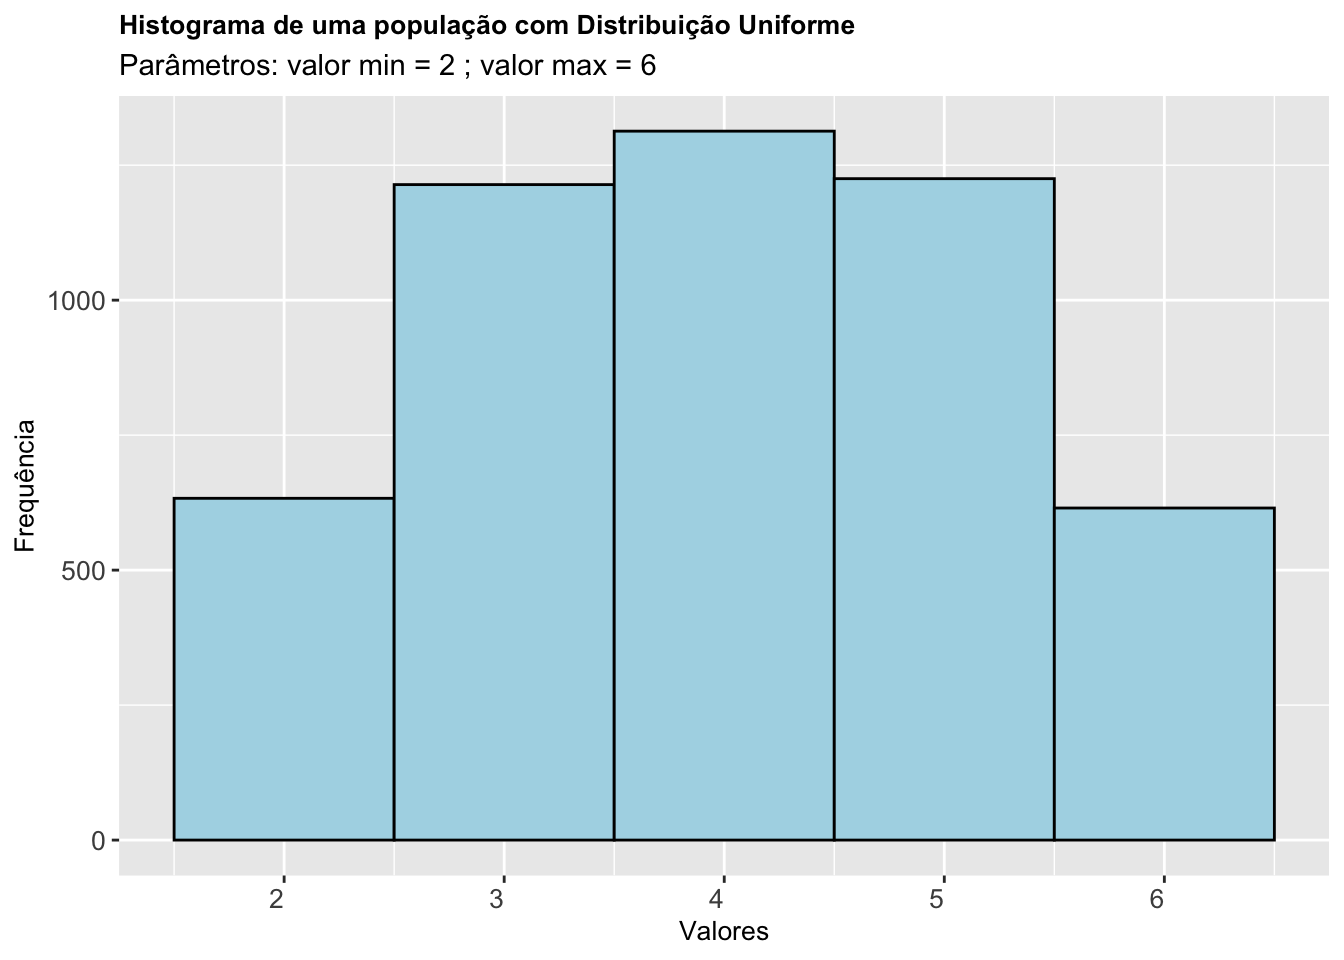 Histograma de uma população com Distribuição Uniforme
Parâmetros: valor min = 2 ; valor max = 6
Frequência
1000
500
0
2 3 4 5 6
Valores